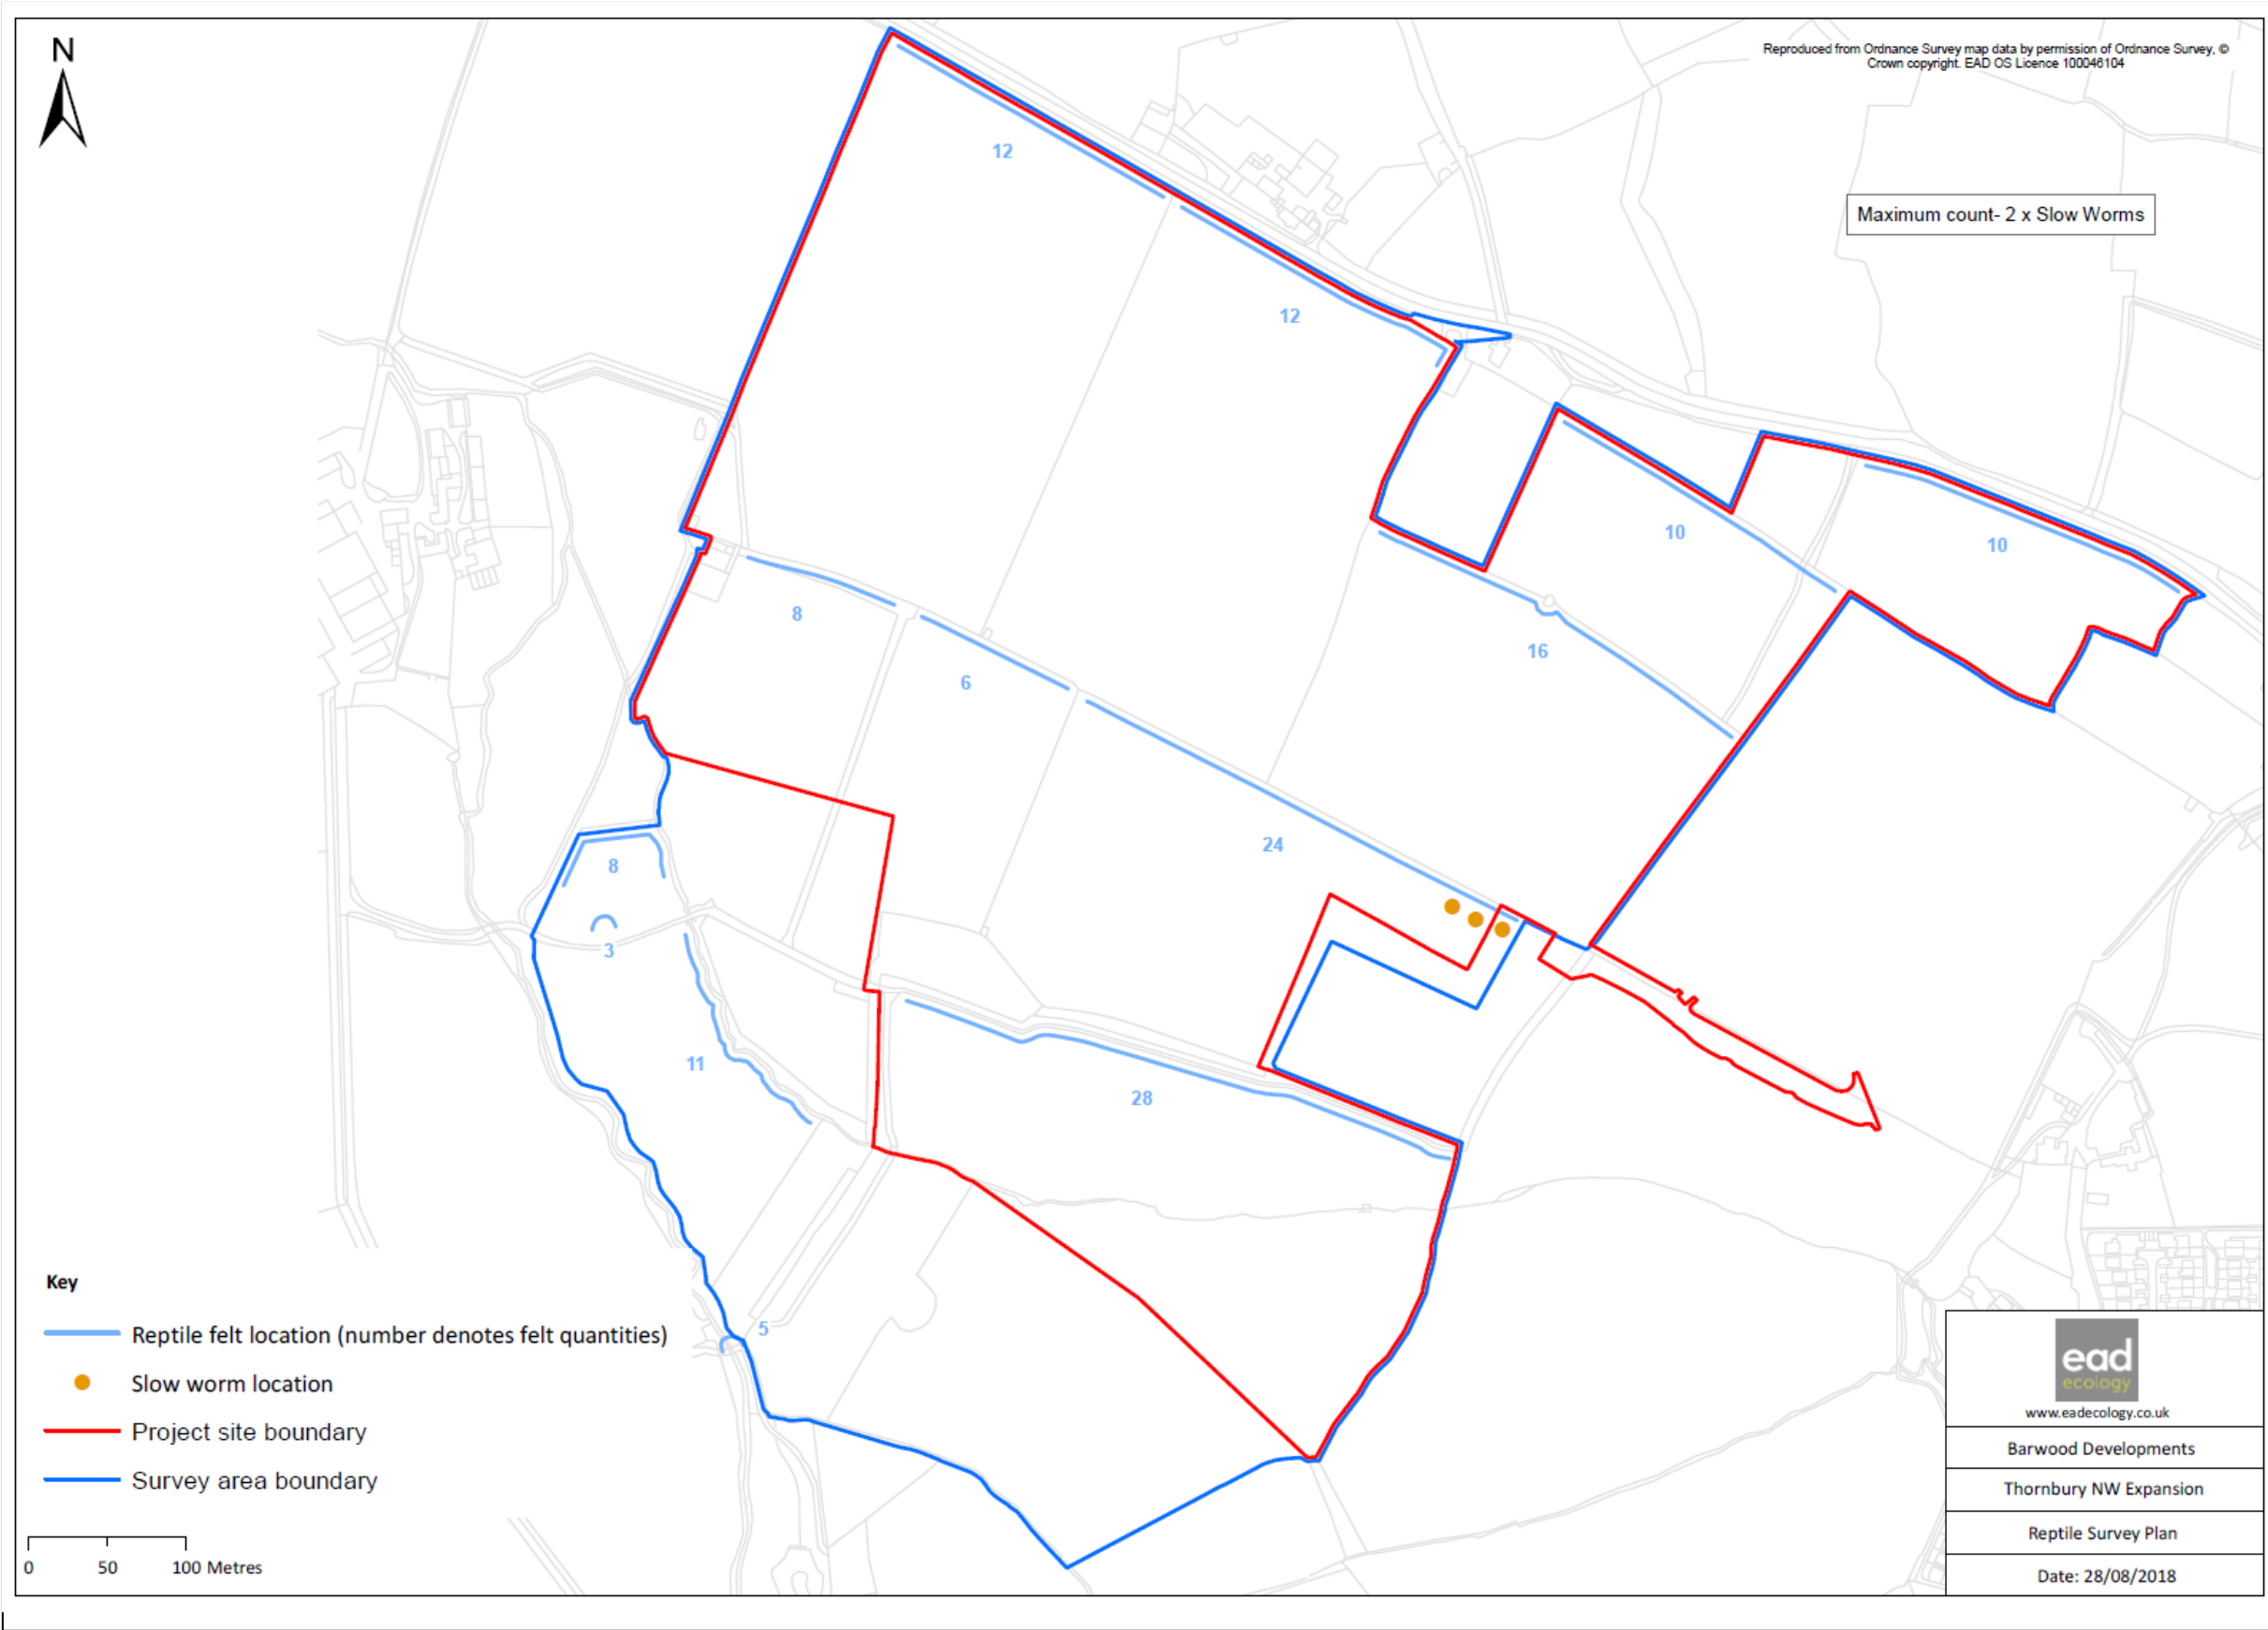 N
Reproduced from Ordnance Survey map data by permission of Ordnance Survey, ©
Crown copyright. EAD OS Licence 100046104
Maximum count- 2 x Slow Worms
12
12
10
10
8
6
16
24
8
3
11
28
5
Key
Reptile felt location (number denotes felt quantities)
Slow worm location
Project site boundary
Survey area boundary
0 50 100 Metres
ead
ecology
www.eadecology.co.uk
Barwood Developments
Thornbury NW Expansion
Reptile Survey Plan
Date: 28/08/2018